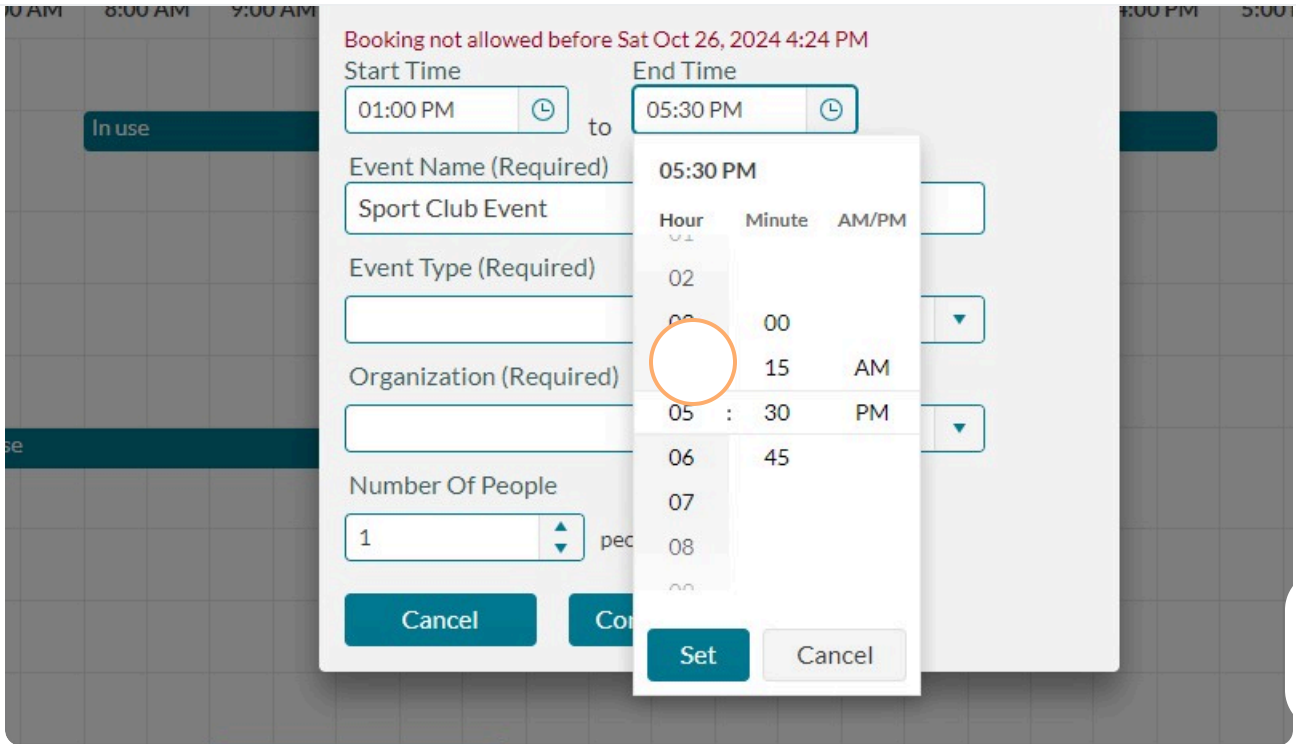 8:00 AM 9:00 AM 4:00 PM
Booking not allowed before Sat Oct 26, 2024 4:24 PM
Start Time End Time
01:00 PM to 05:30 PM
In use
Event Name (Required)
05:30 PM
Sport Club Event
Hour Minute AM/PM
01
Event Type (Required)
02
00
15 AM
Organization (Required)
05 : 30 PM
06 45
Number Of People
07
1
08
Cancel
Set Cancel